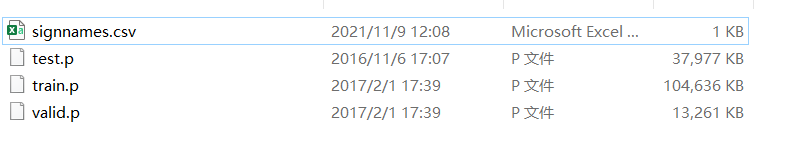 signnames.csv 2021/11/9 12:08 Microsoft Excel ... 1 KB
test.p 2016/11/6 17:07 P 文件 37,977 KB
train.p 2017/2/1 17:39 P 文件 104,636 KB
valid.p 2017/2/1 17:39 P 文件 13,261 KB